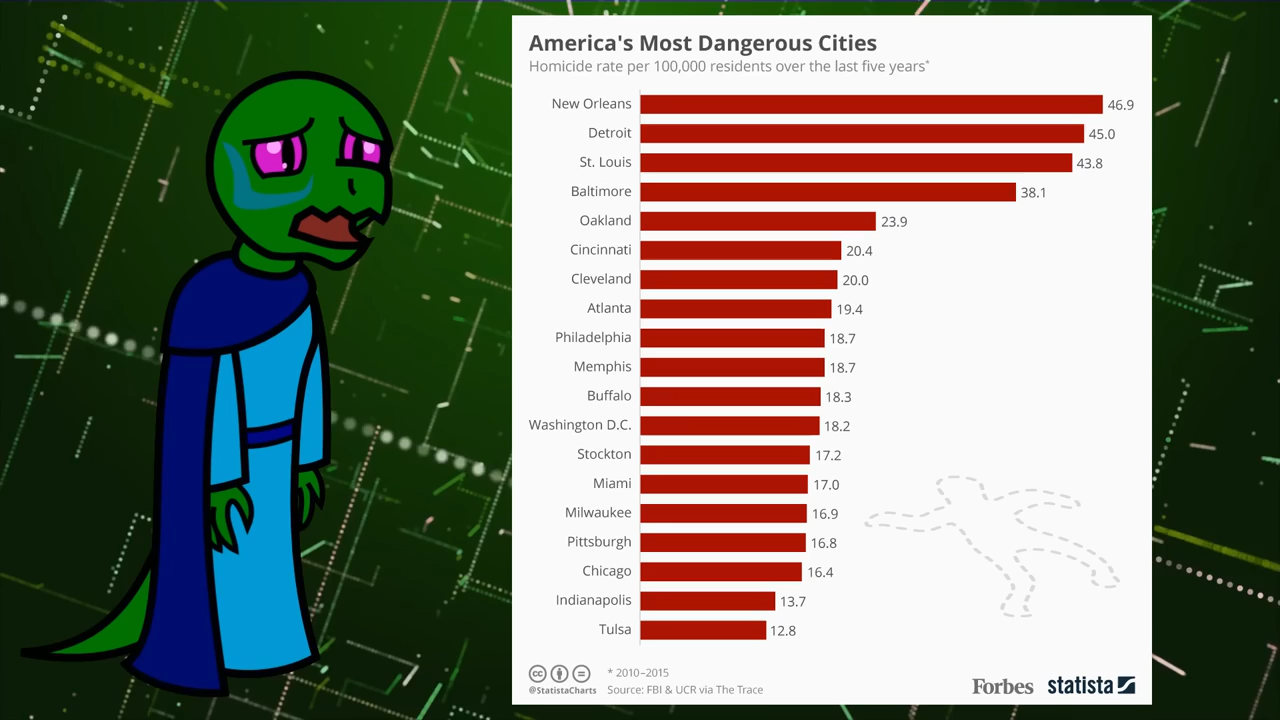 America's Most Dangerous Cities
Homicide rate per 100,000 residents over the last five years*
New Orleans 46.9
Detroit 45.0
St. Louis 43.8
Baltimore 38.1
Oakland 23.9
Cincinnati 20.4
Cleveland 20.0
Atlanta 19.4
Philadelphia 18.7
Memphis 18.7
Buffalo 18.3
Washington D.C. 18.2
Stockton 17.2
Miami 17.0
Milwaukee 16.9
Pittsburgh 16.8
Chicago 16.4
Indianapolis 13.7
Tulsa 12.8
cc
@StatistaCharts
* 2010–2015
Source: FBI & UCR via The Trace
Forbes statista